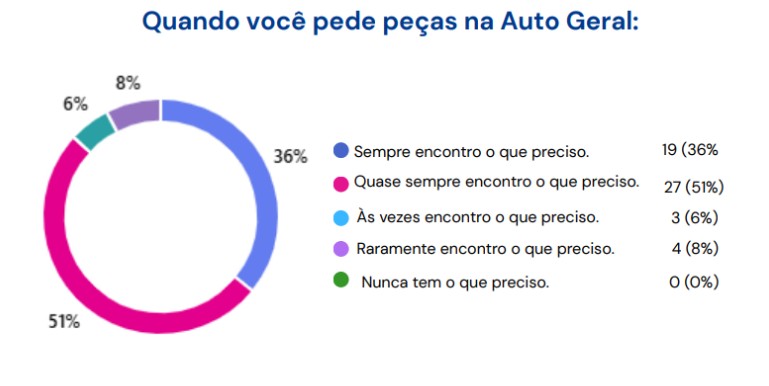 Quando você pede peças na Auto Geral:
8%
6%
36%
51%
Sempre encontro o que preciso. 19 (36%
Quase sempre encontro o que preciso. 27 (51%)
Às vezes encontro o que preciso. 3 (6%)
Raramente encontro o que preciso. 4 (8%)
Nunca tem o que preciso. 0 (0%)